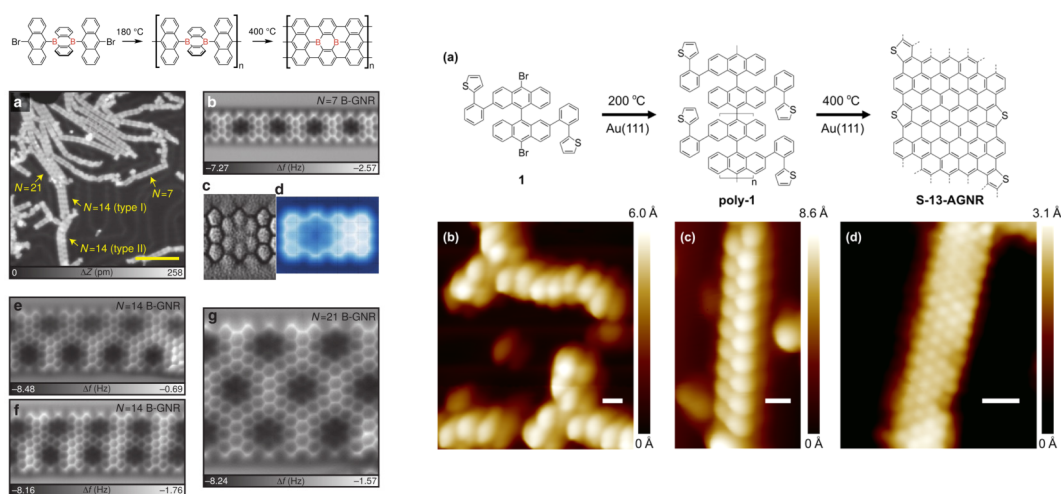 180 °C
400 °C
Br
B
B
Br
B
B
n
B
B
n
a
N=21
N=7
N=14 (type I)
N=14 (type II)
0
ΔZ (pm)
258
b
N=7 B-GNR
−7.27
Δf (Hz)
−2.57
c
d
e
N=14 B-GNR
−8.48
Δf (Hz)
−0.69
f
N=14 B-GNR
−8.16
Δf (Hz)
−1.76
g
N=21 B-GNR
−8.24
Δf (Hz)
−1.57
(a)
S
Br
Br
S
1
200 °C
Au(111)
S
S
S
S
n
poly-1
400 °C
Au(111)
S
S
S
S
S-13-AGNR
(b)
6.0 Å
0 Å
(c)
8.6 Å
0 Å
(d)
3.1 Å
0 Å